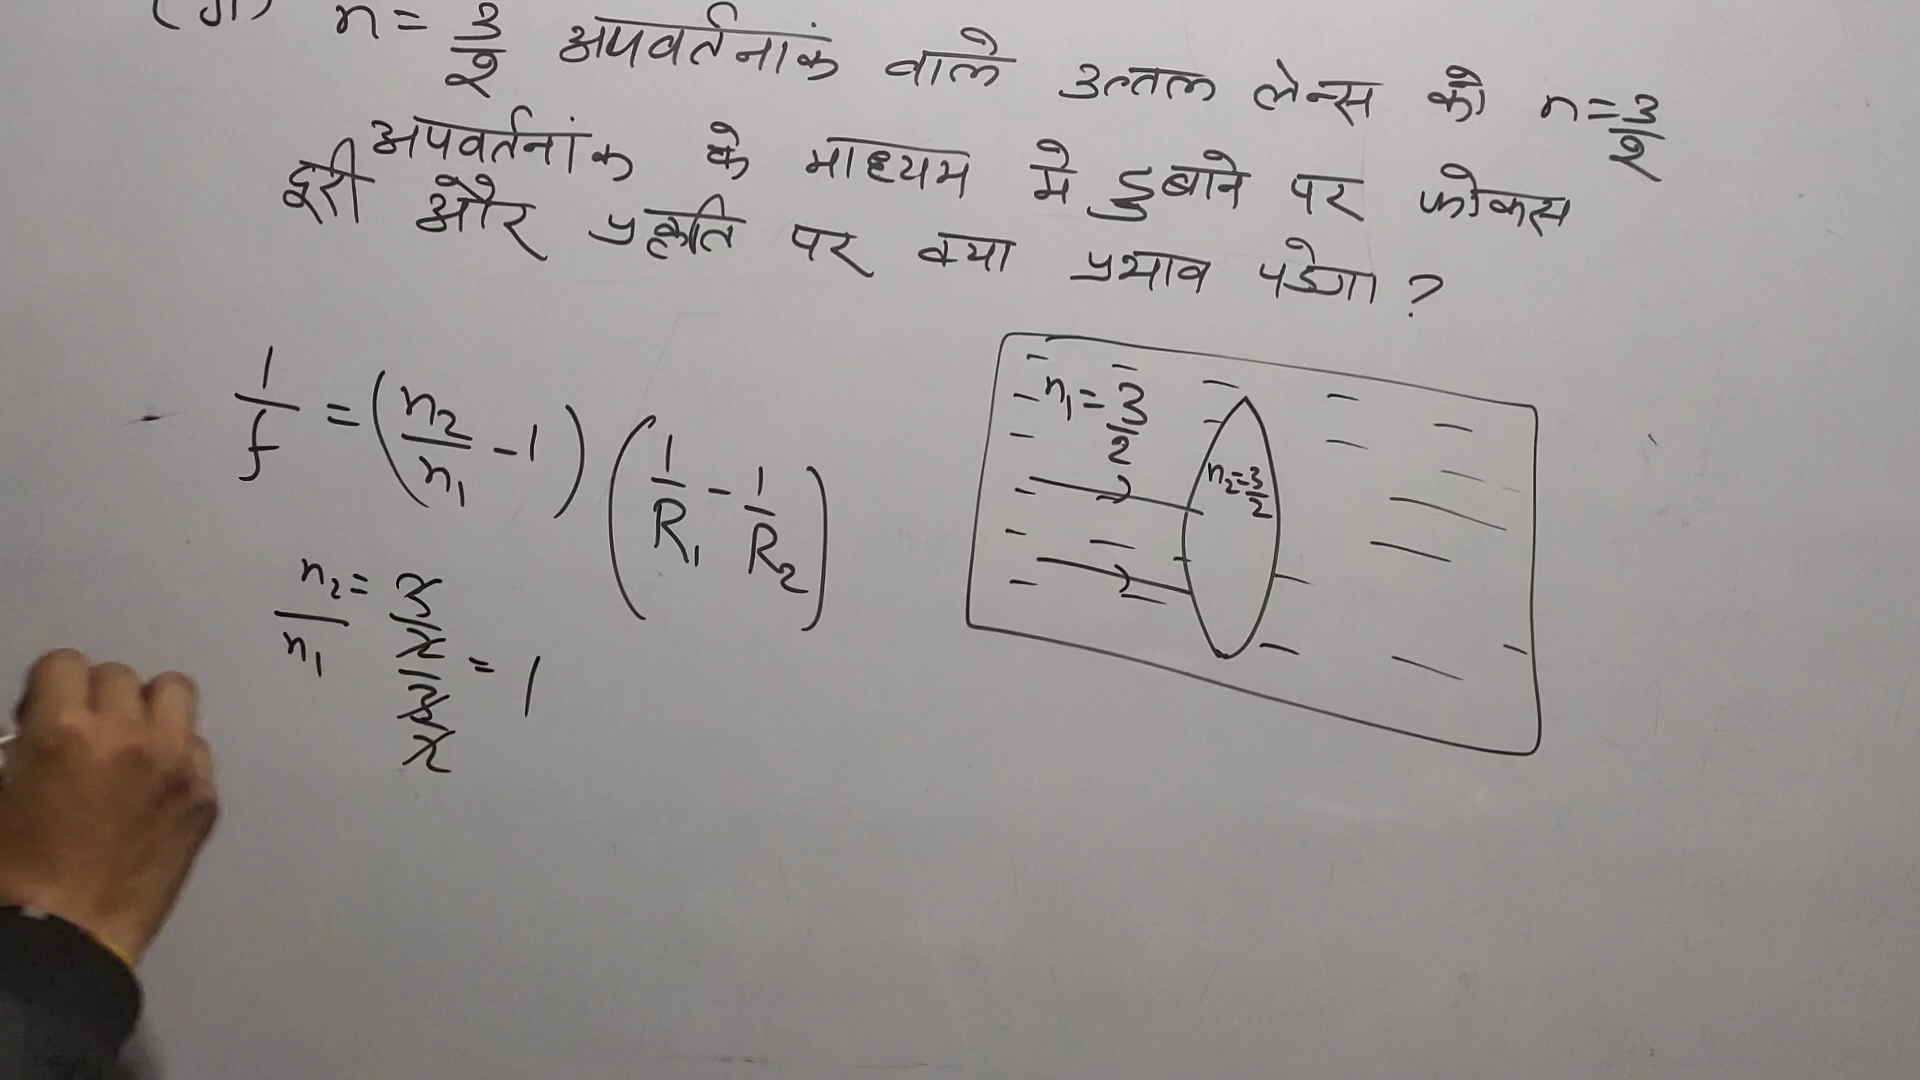 (ग) n = 3/2 अपवर्तनांक वाले उत्तल लेन्स को n = 3/2
अपवर्तनांक के माध्यम मे डुबाने पर फोकस
दूरी और प्रकृति पर क्या प्रभाव पडेगा ?
1/f = (n₂/n₁ - 1) (1/R₁ - 1/R₂)
n₂/n₁ = 3/2 / 3/2 = 1
n₁ = 3/2
n₂ = 3/2